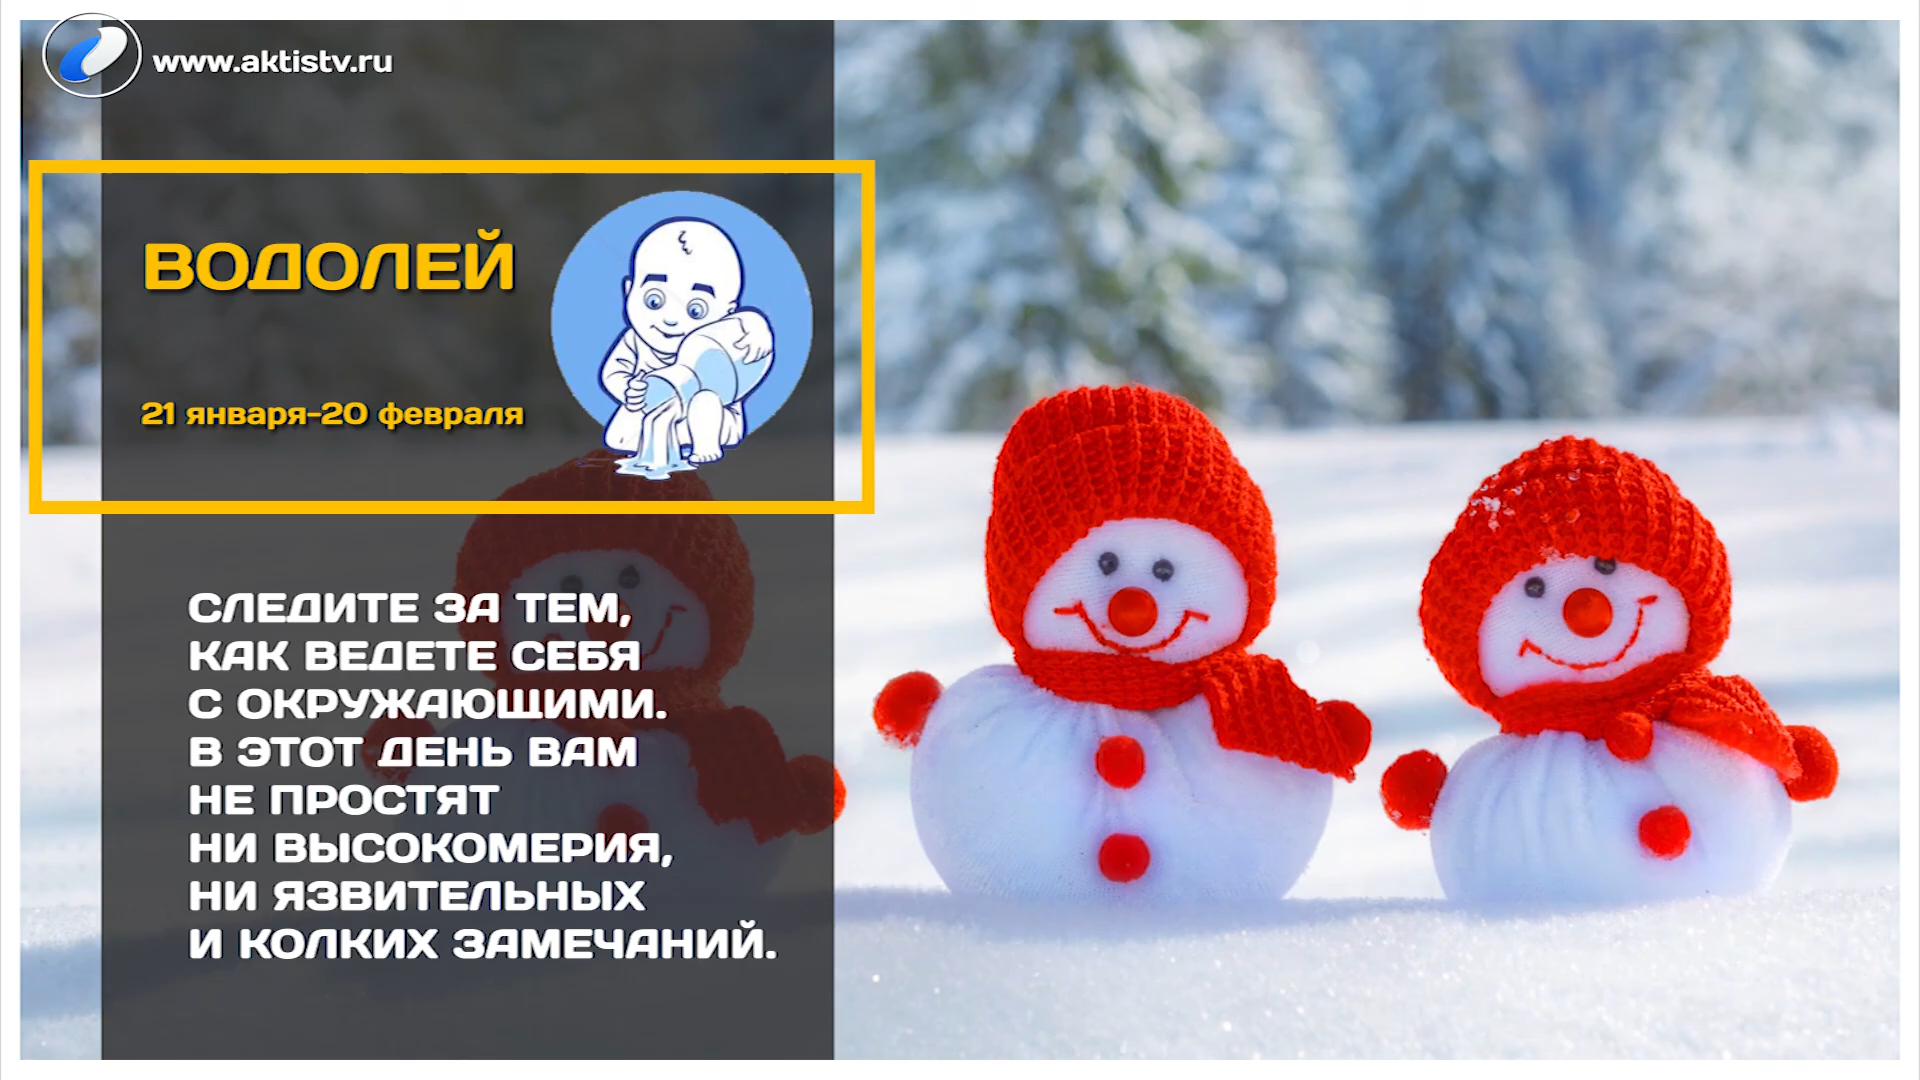 www.aktistv.ru
ВОДОЛЕЙ
21 января-20 февраля
СЛЕДИТЕ ЗА ТЕМ,
КАК ВЕДЕТЕ СЕБЯ
С ОКРУЖАЮЩИМИ.
В ЭТОТ ДЕНЬ ВАМ
НЕ ПРОСТЯТ
НИ ВЫСОКОМЕРИЯ,
НИ ЯЗВИТЕЛЬНЫХ
И КОЛКИХ ЗАМЕЧАНИЙ.